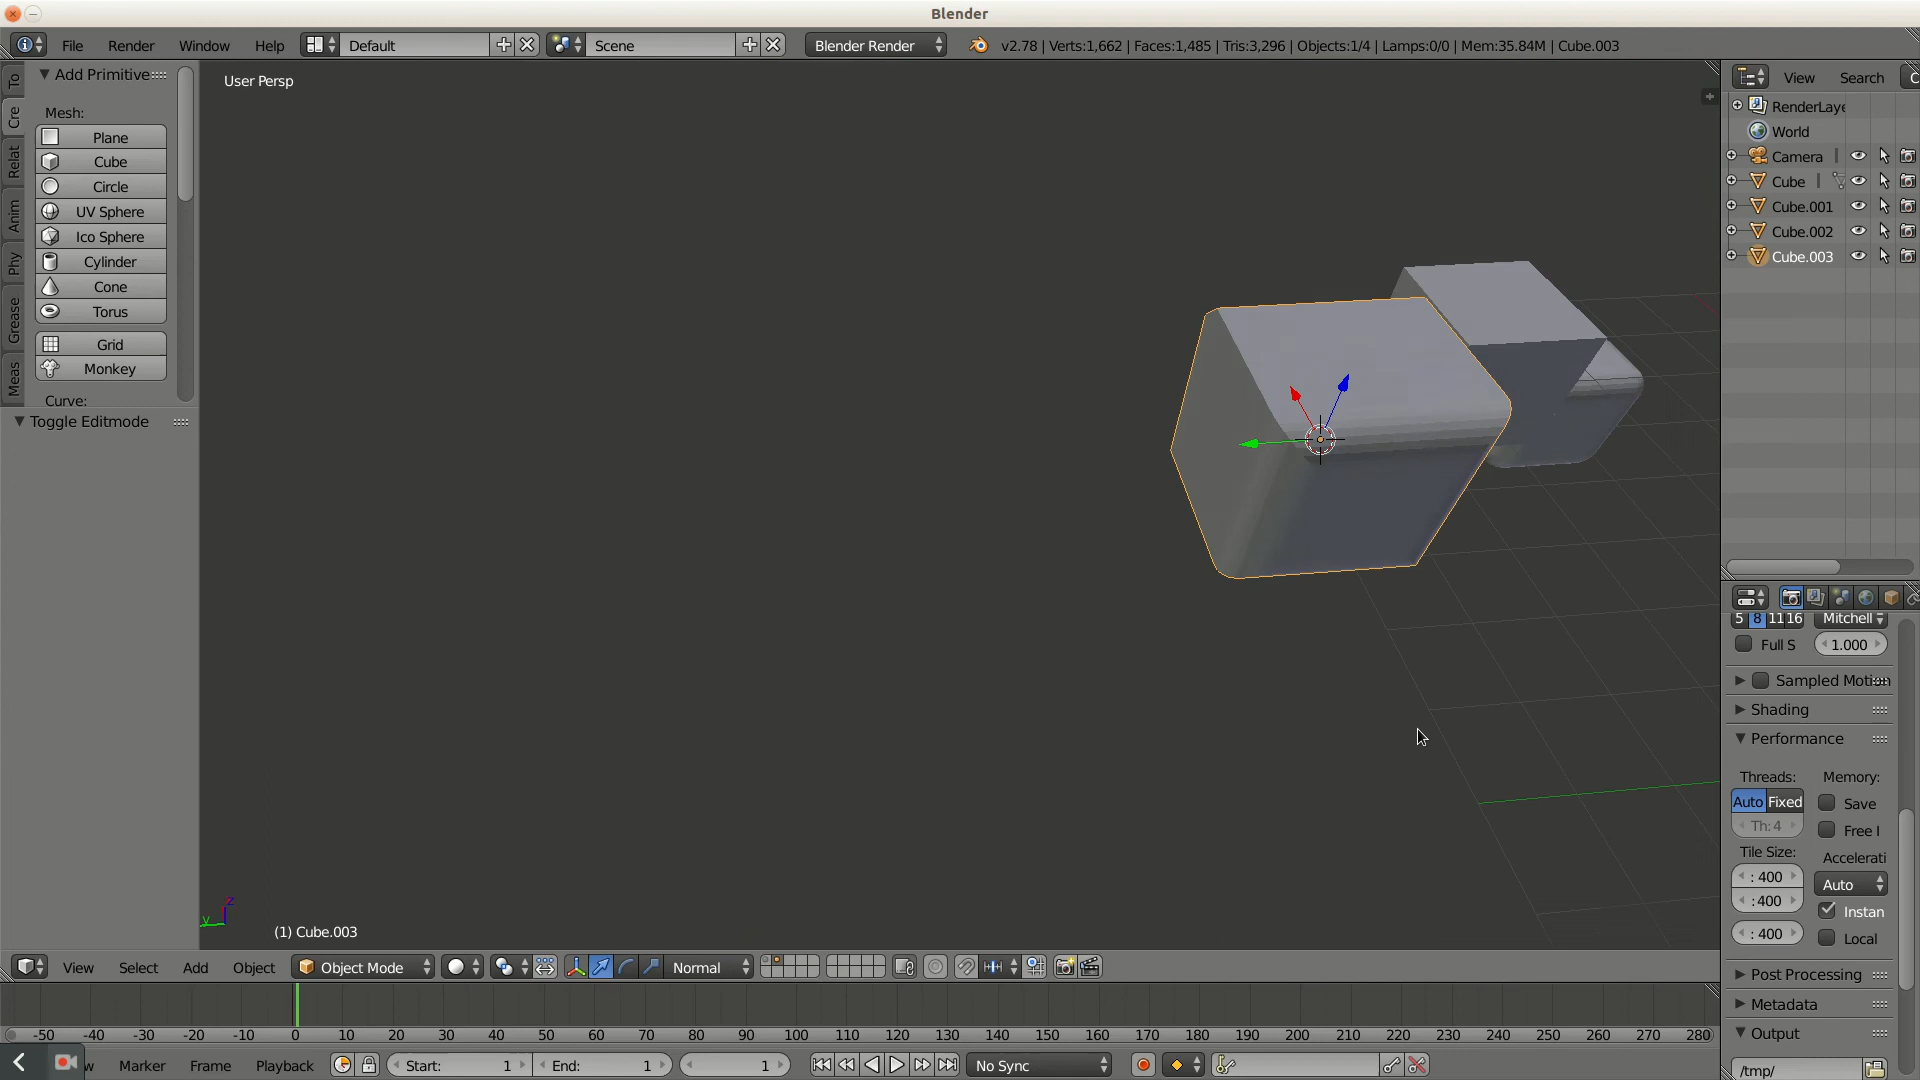 Blender
File Render Window Help Default Scene Blender Render v2.78 | Verts:1,662 | Faces:1,485 | Tris:3,296 | Objects:1/4 | Lamps:0/0 | Mem:35.84M | Cube.003
To
Cre
Relat
Anim
Phy
Grease
Meas
Add Primitive
Mesh:
Plane
Cube
Circle
UV Sphere
Ico Sphere
Cylinder
Cone
Torus
Grid
Monkey
Curve:
Toggle Editmode
User Persp
z
y
(1) Cube.003
View Search C
RenderLaye
World
Camera
Cube
Cube.001
Cube.002
Cube.003
5 8 11 16 Mitchell
Full S 1.000
Sampled Motion
Shading
Performance
Threads: Memory:
Auto Fixed Save
Th: 4 Free I
Tile Size: Accelerati
: 400 Auto
:400 Instan
: 400 Local
Post Processing
Metadata
Output
/tmp/
View Select Add Object Object Mode Normal
-50 -40 -30 -20 -10 0 10 20 30 40 50 60 70 80 90 100 110 120 130 140 150 160 170 180 190 200 210 220 230 240 250 260 270 280
w Marker Frame Playback Start: 1 End: 1 1 No Sync